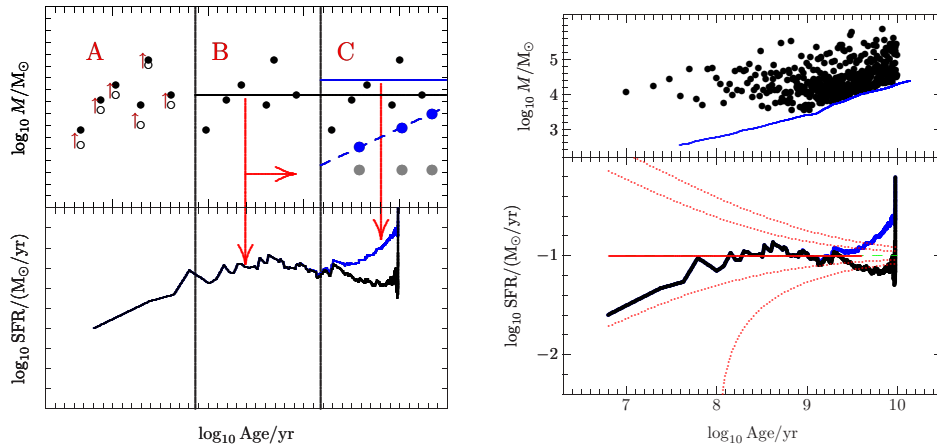 A B C
log₁₀ M/M⊙
log₁₀ SFR/(M⊙/yr)
log₁₀ Age/yr
5
4
3
log₁₀ M/M⊙
−1
−2
log₁₀ SFR/(M⊙/yr)
7 8 9 10
log₁₀ Age/yr